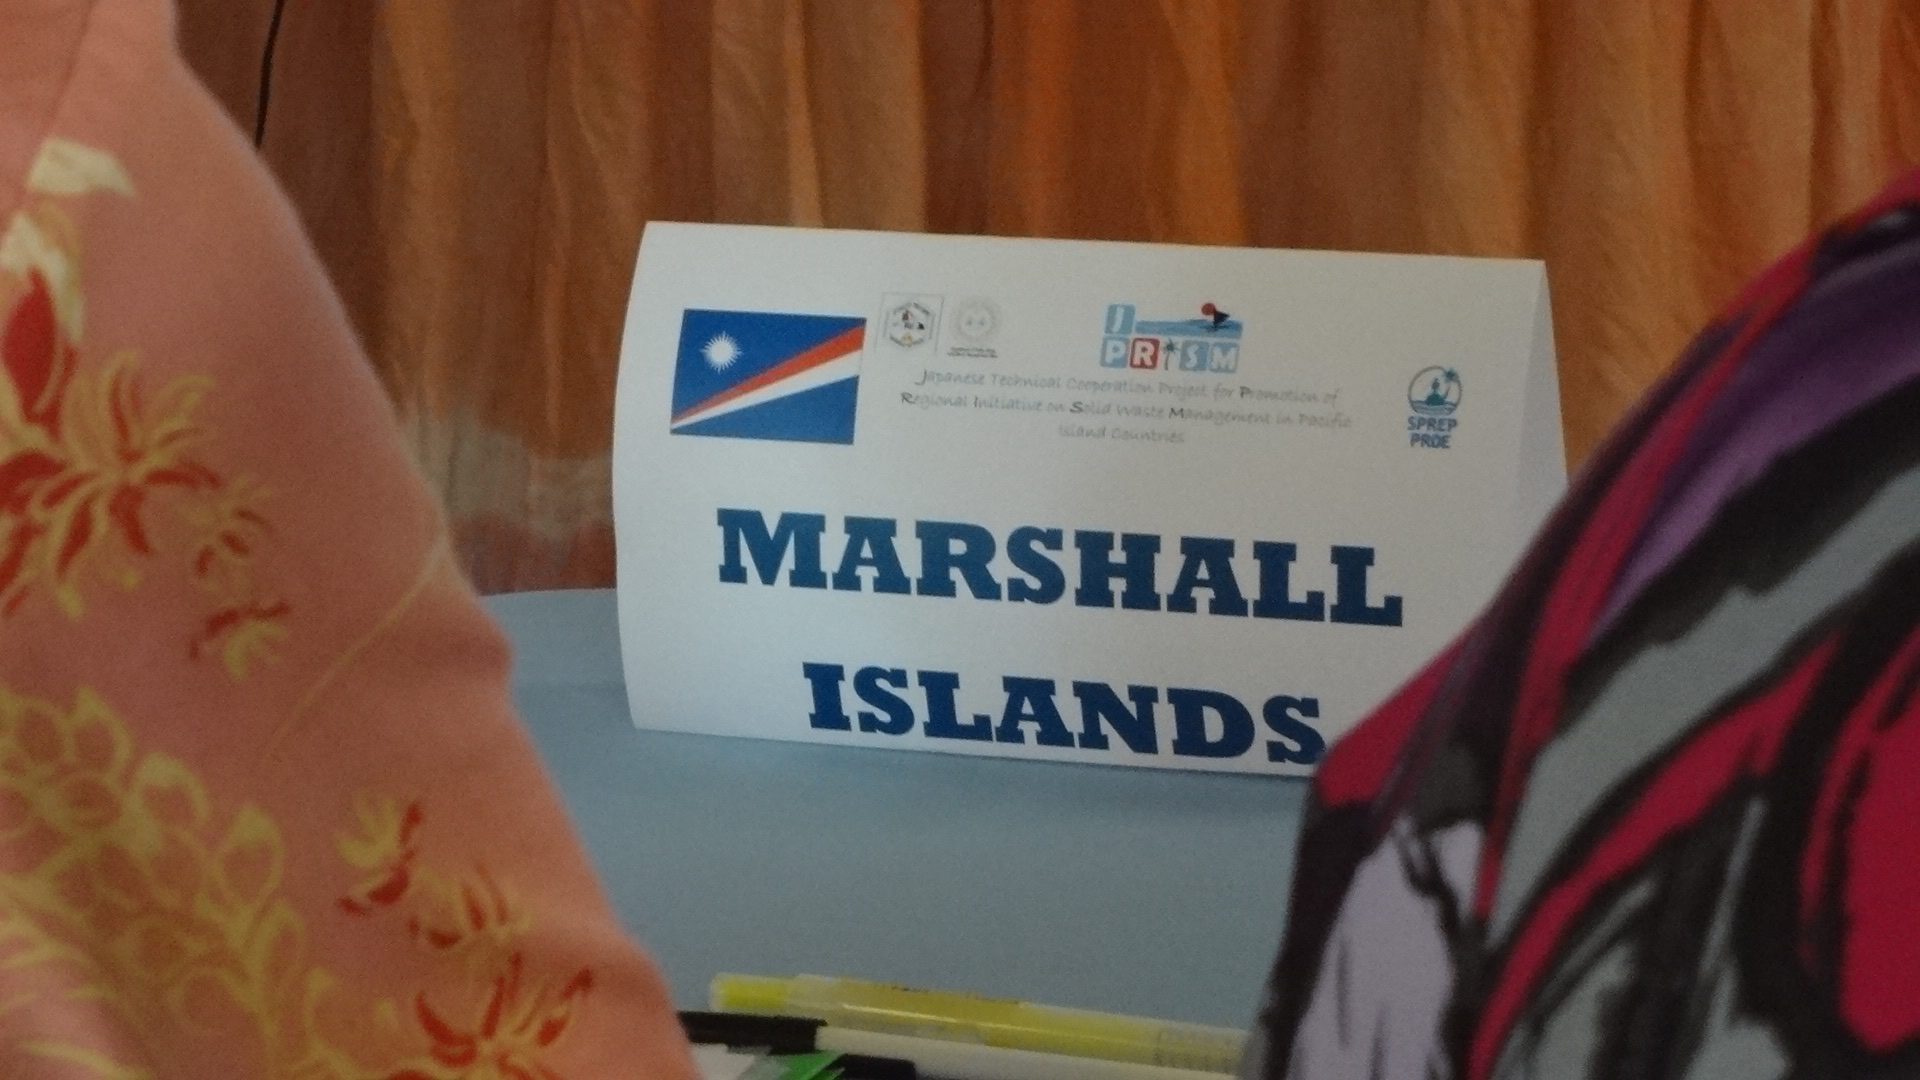 J
PRISM
Japanese Technical Cooperation Project for Promotion of
Regional Initiative on Solid Waste Management in Pacific
Island Countries
SPREP
PROE
MARSHALL
ISLANDS